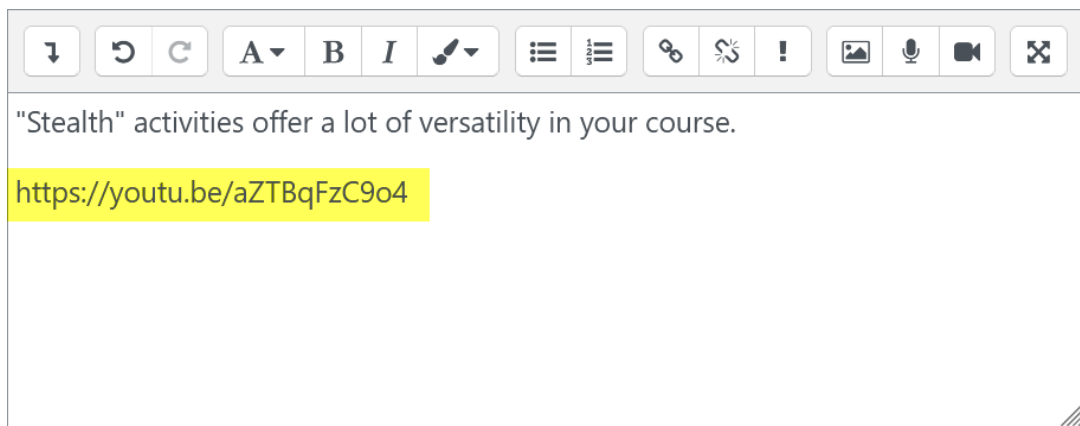 "Stealth" activities offer a lot of versatility in your course.
https://youtu.be/aZTBqFzC9o4